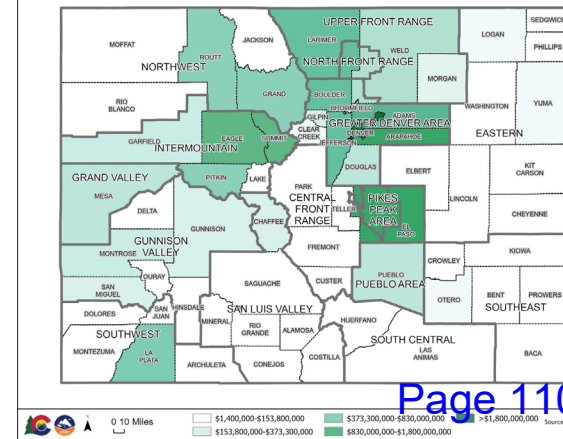 UPPER FRONT RANGE
SEDGWICK
MOFFAT
JACKSON
LARIMER
LOGAN
ROUTT
WELD
PHILLIPS
NORTHWEST
NORTH FRONT RANGE
MORGAN
GRAND
BOULDER
RIO
BLANCO
BROOMFIELD
WASHINGTON
YUMA
GILPIN
ADAMS
GREATER DENVER AREA
GARFIELD
EAGLE
SUMMIT
CLEAR
CREEK
DENVER
ARAPAHOE
EASTERN
INTERMOUNTAIN
JEFFERSON
DOUGLAS
ELBERT
KIT
CARSON
GRAND VALLEY
PITKIN
LAKE
MESA
PARK
CENTRAL
FRONT
RANGE
TELLER
PIKES
PEAK
AREA
EL
PASO
LINCOLN
DELTA
CHEYENNE
CHAFFEE
GUNNISON
GUNNISON
VALLEY
FREMONT
MONTROSE
KIOWA
CROWLEY
OURAY
SAGUACHE
CUSTER
PUEBLO
PUEBLO AREA
SAN
MIGUEL
OTERO
BENT
PROWERS
SOUTHEAST
DOLORES
SAN
JUAN
HINSDALE
SAN LUIS VALLEY
MINERAL
HUERFANO
RIO
GRANDE
ALAMOSA
SOUTHWEST
SOUTH CENTRAL
MONTEZUMA
LA
PLATA
ARCHULETA
CONEJOS
COSTILLA
LAS
ANIMAS
BACA
Page 110
0 10 Miles
$1,400,000-$153,800,000
$373,300,000-$830,000,000
>$1,800,000,000
Source
$153,800,000-$373,300,000
$830,000,000-$1,800,000,000